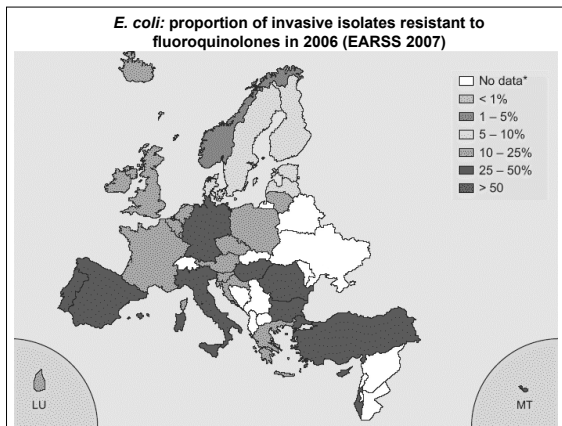 E. coli: proportion of invasive isolates resistant to
fluoroquinolones in 2006 (EARSS 2007)
No data*
< 1%
1 – 5%
5 – 10%
10 – 25%
25 – 50%
> 50
LU
MT